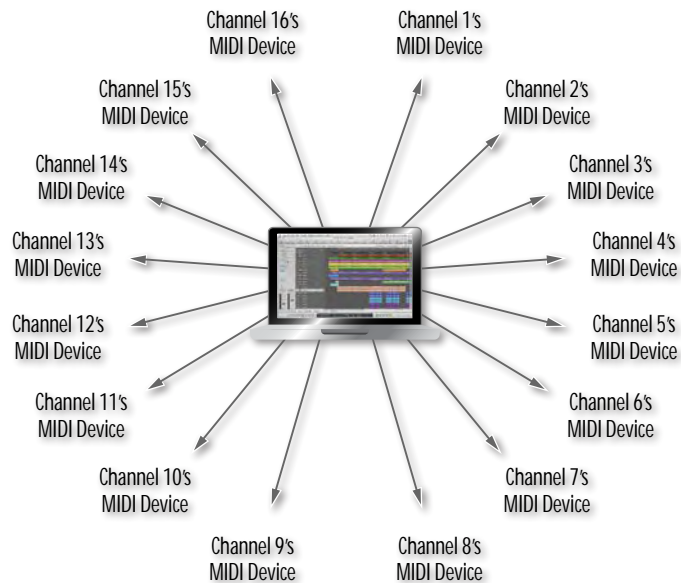 Channel 16's
MIDI Device
Channel 1's
MIDI Device
Channel 15's
MIDI Device
Channel 2's
MIDI Device
Channel 14's
MIDI Device
Channel 3's
MIDI Device
Channel 13's
MIDI Device
Channel 4's
MIDI Device
Channel 12's
MIDI Device
Channel 5's
MIDI Device
Channel 11's
MIDI Device
Channel 6's
MIDI Device
Channel 10's
MIDI Device
Channel 7's
MIDI Device
Channel 9's
MIDI Device
Channel 8's
MIDI Device